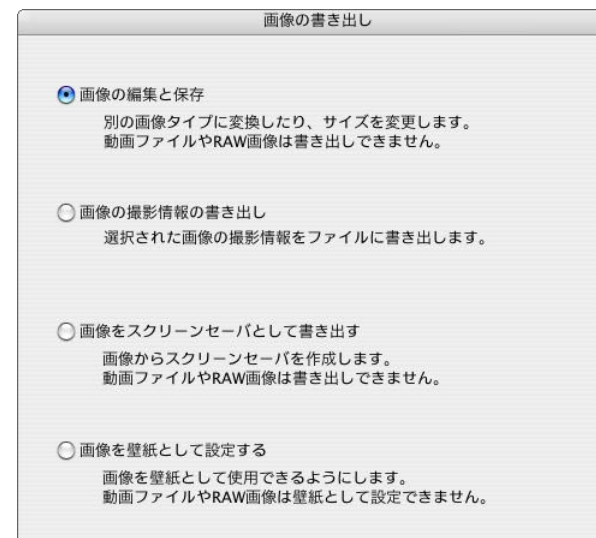 画像の書き出し
画像の編集と保存
別の画像タイプに変換したり、サイズを変更します。
動画ファイルやRAW画像は書き出しできません。
画像の撮影情報の書き出し
選択された画像の撮影情報をファイルに書き出します。
画像をスクリーンセーバとして書き出す
画像からスクリーンセーバを作成します。
動画ファイルやRAW画像は書き出しできません。
画像を壁紙として設定する
画像を壁紙として使用できるようにします。
動画ファイルやRAW画像は壁紙として設定できません。